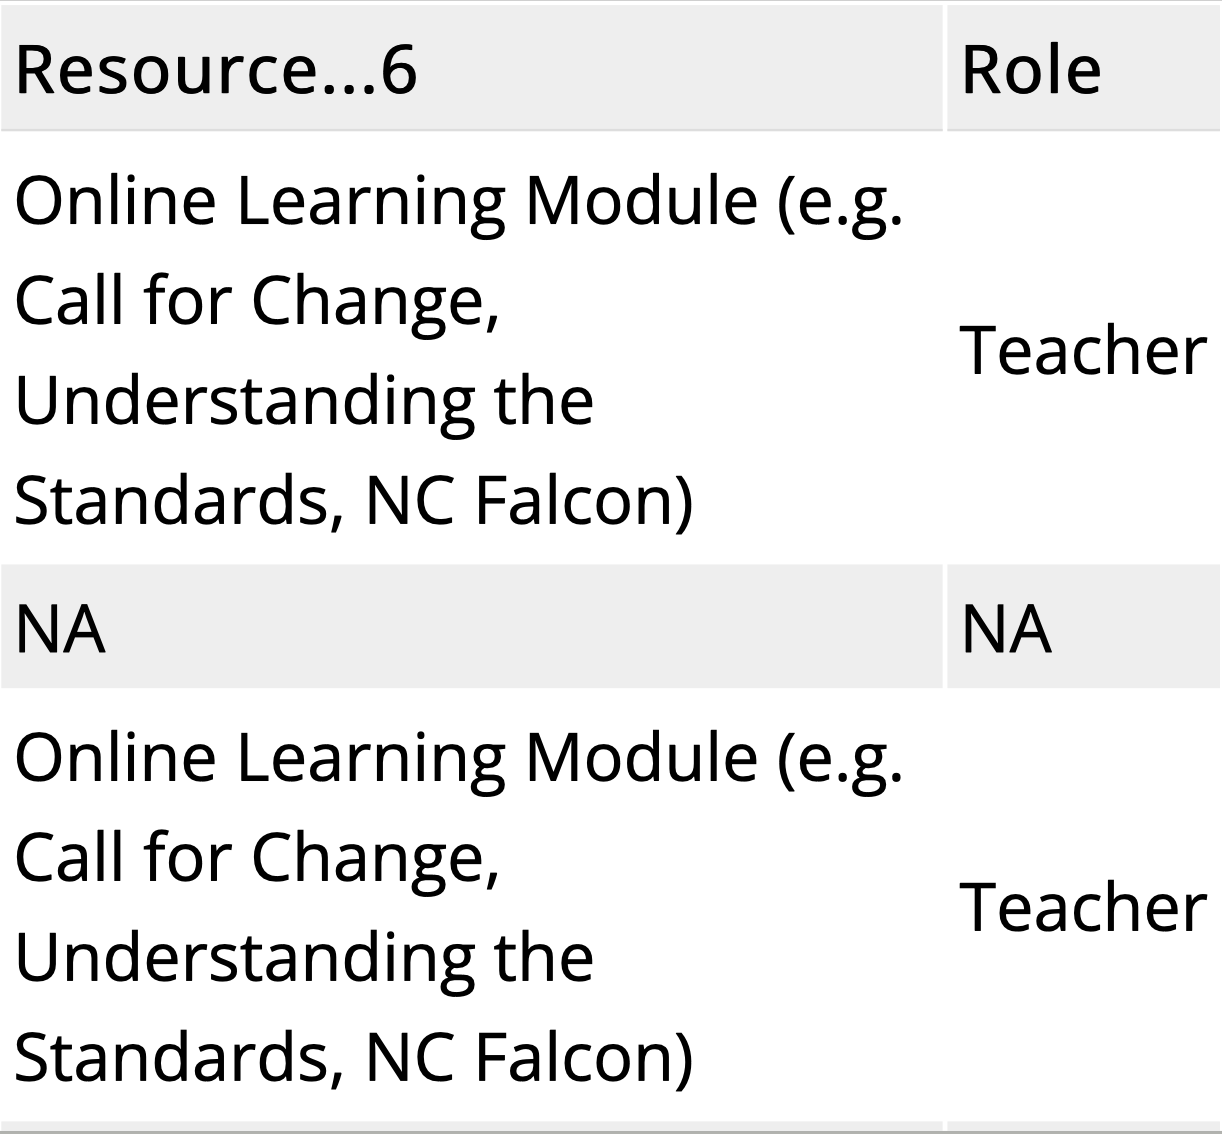 Resource...6 Role
Online Learning Module (e.g.
Call for Change,
Understanding the
Standards, NC Falcon)
Teacher
NA NA
Online Learning Module (e.g.
Call for Change,
Understanding the
Standards, NC Falcon)
Teacher